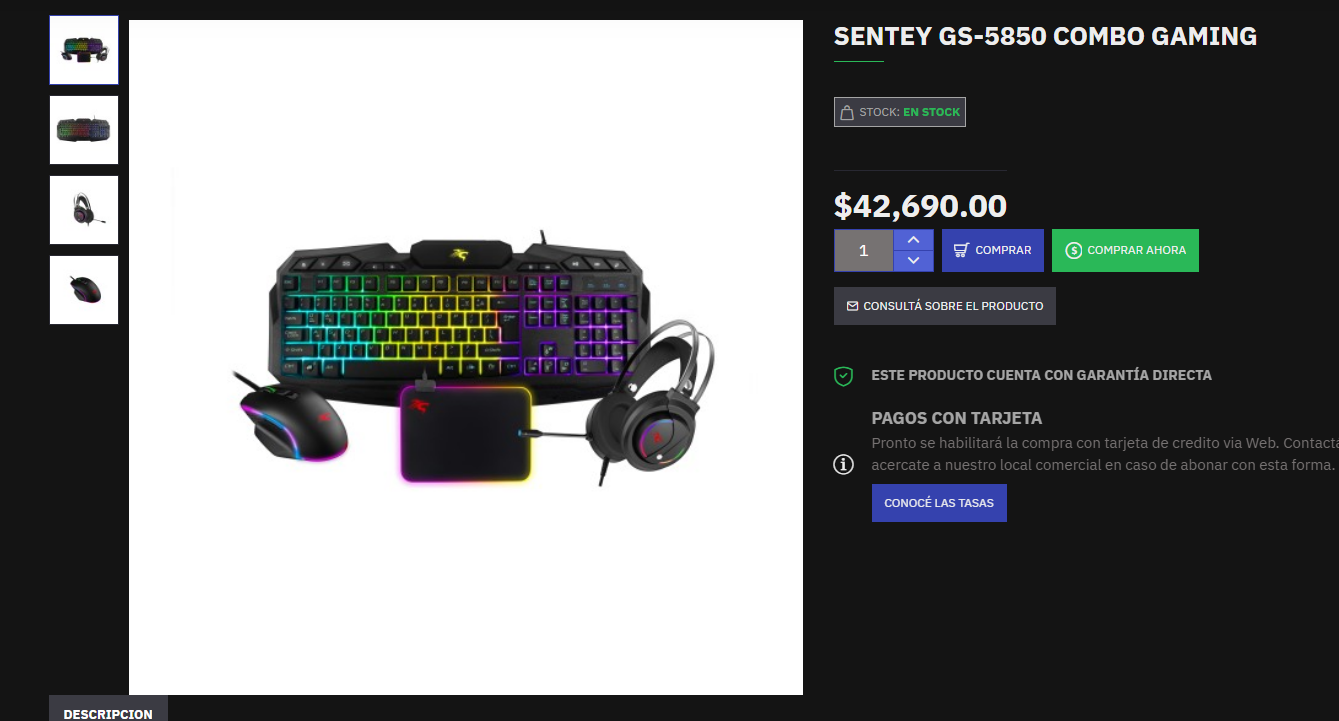 SENTEY GS-5850 COMBO GAMING
STOCK: EN STOCK
$42,690.00
1
COMPRAR
COMPRAR AHORA
CONSULTÁ SOBRE EL PRODUCTO
ESTE PRODUCTO CUENTA CON GARANTÍA DIRECTA
PAGOS CON TARJETA
Pronto se habilitará la compra con tarjeta de credito via Web. Contacta
acercate a nuestro local comercial en caso de abonar con esta forma.
CONOCÉ LAS TASAS
DESCRIPCION